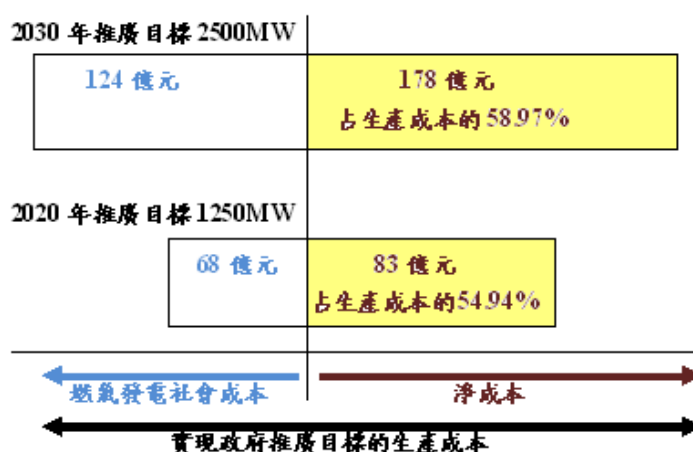 2030 年推廣目標 2500MW
124 億元
178 億元
占生產成本的 58.97%
2020 年推廣目標 1250MW
68 億元
83 億元
占生產成本的54.94%
燃氣發電社會成本
淨成本
實現政府推廣目標的生產成本